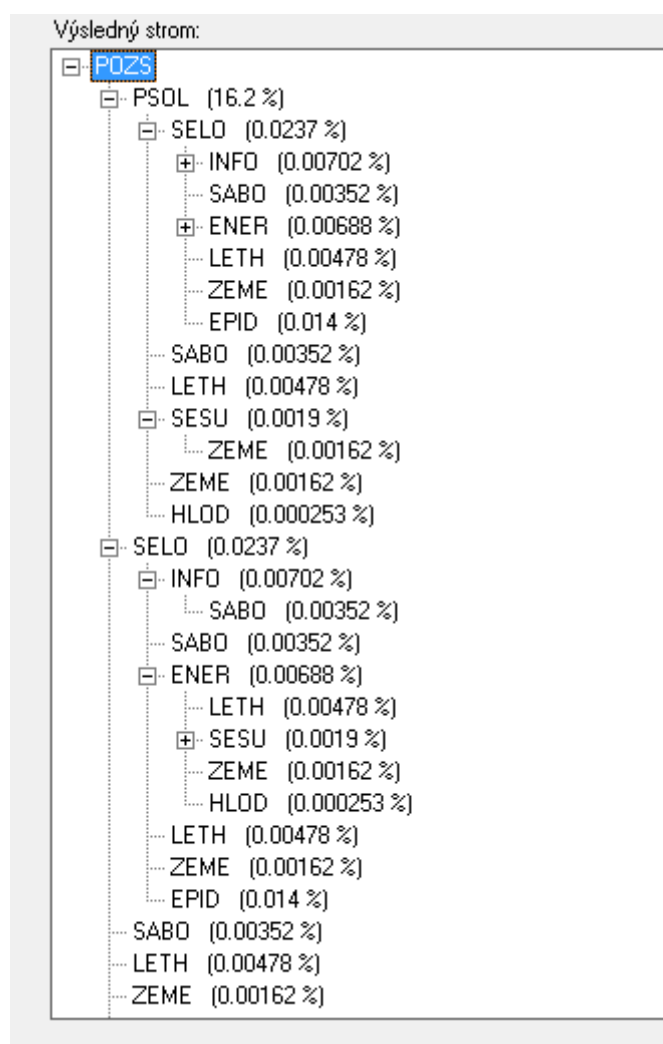 Výsledný strom:
POZS
PSOL (16.2 %)
SELO (0.0237 %)
INFO (0.00702 %)
SABO (0.00352 %)
ENER (0.00688 %)
LETH (0.00478 %)
ZEME (0.00162 %)
EPID (0.014 %)
SABO (0.00352 %)
LETH (0.00478 %)
SESU (0.0019 %)
ZEME (0.00162 %)
ZEME (0.00162 %)
HLOD (0.000253 %)
SELO (0.0237 %)
INFO (0.00702 %)
SABO (0.00352 %)
SABO (0.00352 %)
ENER (0.00688 %)
LETH (0.00478 %)
SESU (0.0019 %)
ZEME (0.00162 %)
HLOD (0.000253 %)
LETH (0.00478 %)
ZEME (0.00162 %)
EPID (0.014 %)
SABO (0.00352 %)
LETH (0.00478 %)
ZEME (0.00162 %)